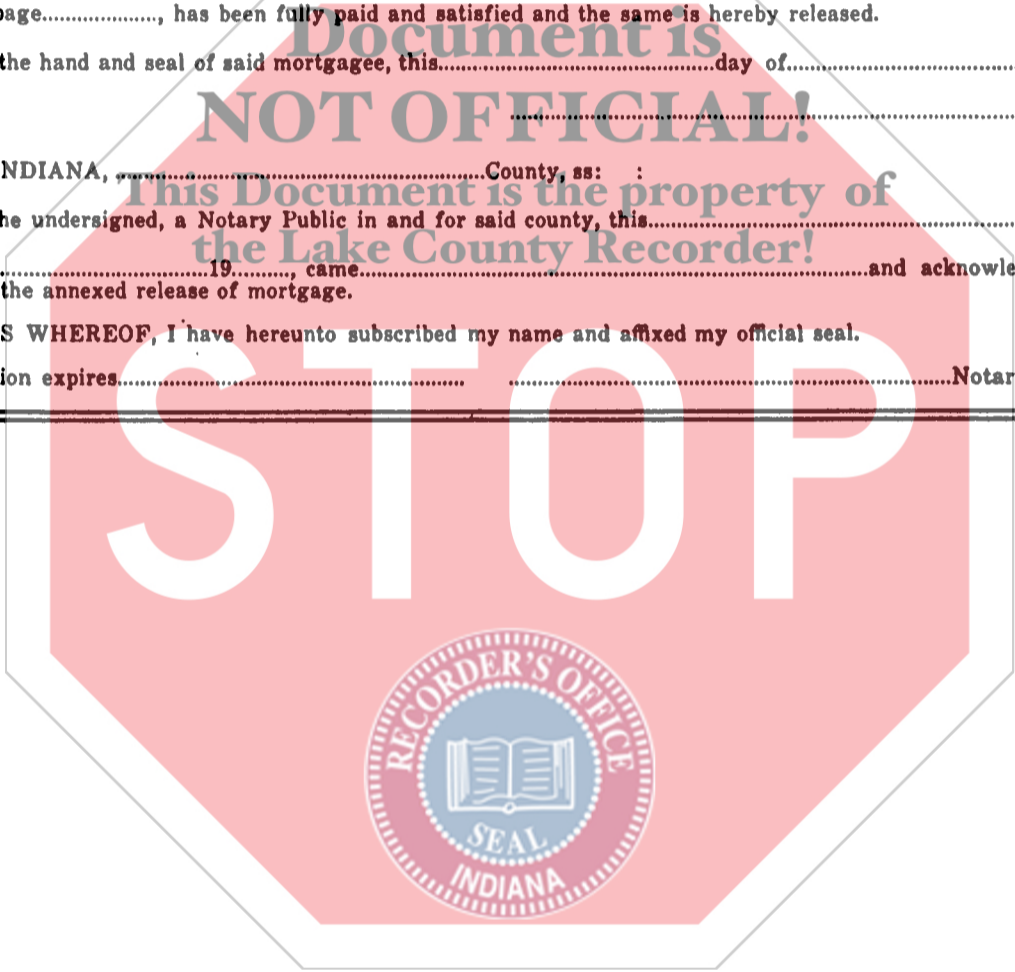 page...................., has been fully paid and satisfied and the same is hereby released.
Document is
the hand and seal of said mortgagee, this................................................day of.......................................
NOT OFFICIAL!
NDIANA, ................................................................County, ss: :
This Document is the property of
he undersigned, a Notary Public in and for said county, this................................................................
the Lake County Recorder!
.....................................19.........., came.........................................................................................and acknowle
the annexed release of mortgage.
S WHEREOF, I have hereunto subscribed my name and affixed my official seal.
ion expires............................................................. .............................................................................Notar
STOP
RECORDER'S OFFICE
SEAL
INDIANA